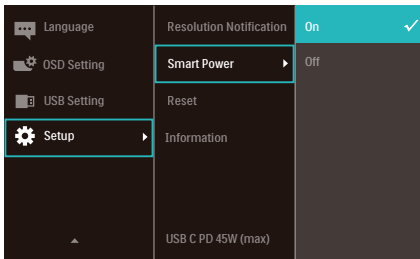 Language
OSD Setting
USB Setting
Setup
Resolution Notification
Smart Power
Reset
Information
USB C PD 45W (max)
On
Off